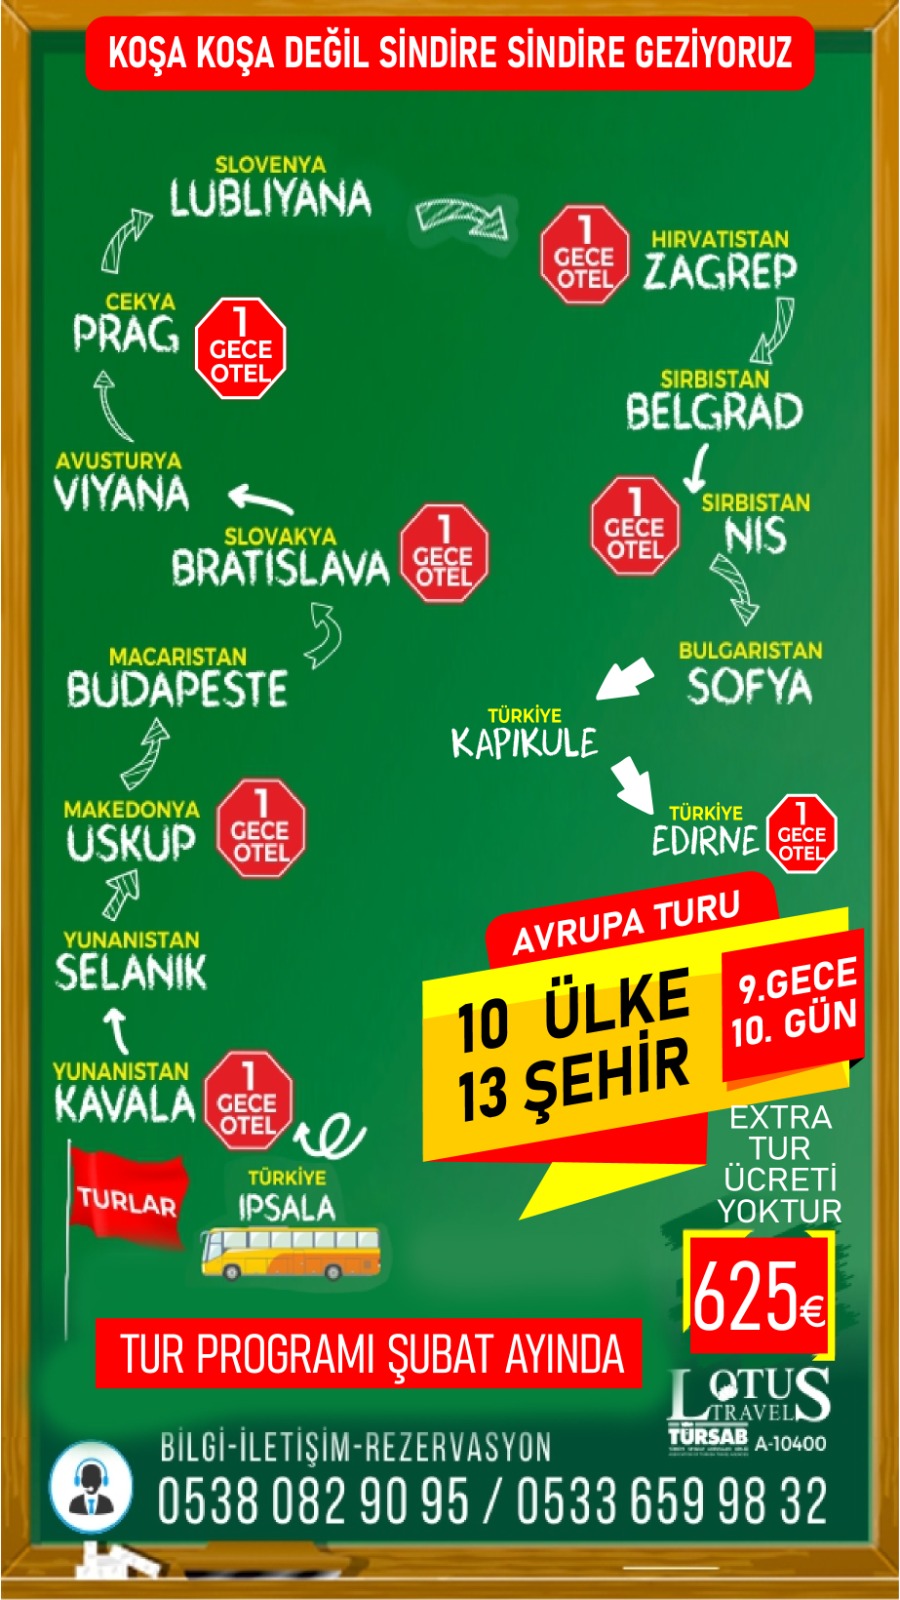 KOŞA KOŞA DEĞİL SİNDİRE SİNDİRE GEZİYORUZ
SLOVENYA
LUBLIYANA
1
GECE
OTEL
HIRVATISTAN
ZAGREP
CEKYA
PRAG
1
GECE
OTEL
SIRBISTAN
BELGRAD
AVUSTURYA
VIYANA
SLOVAKYA
BRATISLAVA
1
GECE
OTEL
1
GECE
OTEL
SIRBISTAN
NIS
MACARISTAN
BUDAPESTE
BULGARISTAN
SOFYA
TÜRKİYE
KAPIKULE
MAKEDONYA
USKUP
1
GECE
OTEL
TÜRKİYE
EDIRNE
1
GECE
OTEL
YUNANISTAN
SELANIK
AVRUPA TURU
10 ÜLKE
13 ŞEHİR
9.GECE
10. GÜN
YUNANISTAN
KAVALA
1
GECE
OTEL
EXTRA
TUR
ÜCRETİ
YOKTUR
TURLAR
TÜRKİYE
IPSALA
625€
TUR PROGRAMI ŞUBAT AYINDA
LOTUS
TRAVEL
TÜRSAB
A-10400
BİLGİ-İLETİŞİM-REZERVASYON
0538 082 90 95 / 0533 659 98 32